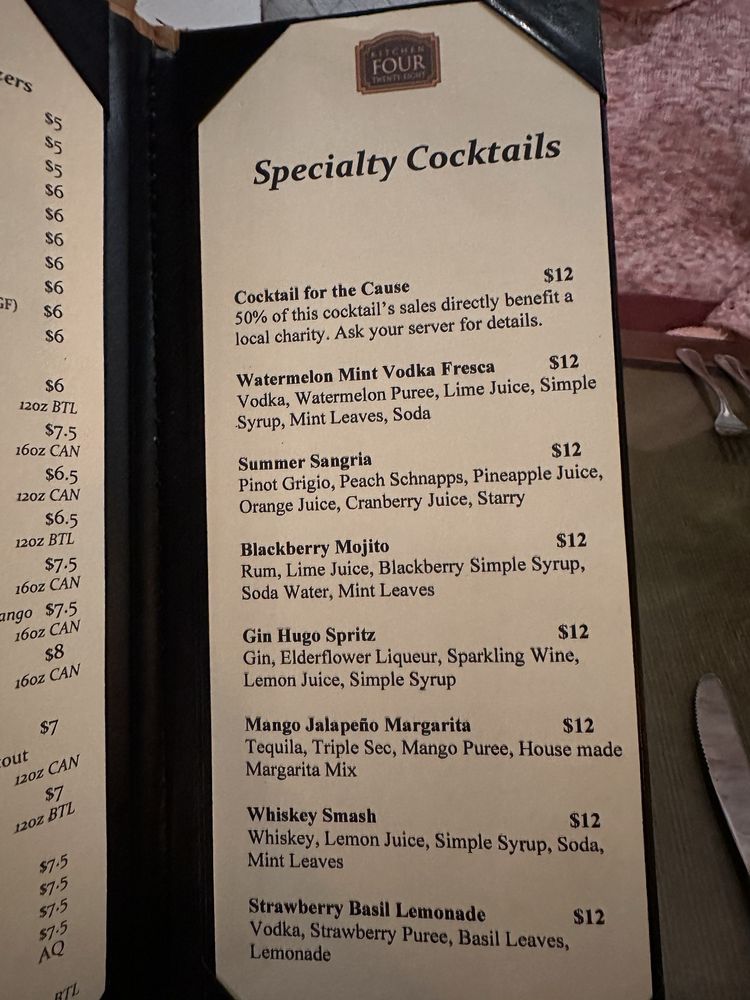 $5
$5
$5
$6
$6
$6
$6
$6
GF) $6
$6
$6
12oz BTL
$7.5
16oz CAN
$6.5
12oz CAN
$6.5
12oz BTL
$7.5
16oz CAN
$7.5
16oz CAN
$8
16oz CAN
$7
12oz CAN
$7
12oz BTL
$7.5
$7.5
$7.5
$7.5
AQ
BTL
KITCHEN
FOUR
TWENTY EIGHT
Specialty Cocktails
Cocktail for the Cause $12
50% of this cocktail's sales directly benefit a
local charity. Ask your server for details.
Watermelon Mint Vodka Fresca $12
Vodka, Watermelon Puree, Lime Juice, Simple
Syrup, Mint Leaves, Soda
Summer Sangria $12
Pinot Grigio, Peach Schnapps, Pineapple Juice,
Orange Juice, Cranberry Juice, Starry
Blackberry Mojito $12
Rum, Lime Juice, Blackberry Simple Syrup,
Soda Water, Mint Leaves
Gin Hugo Spritz $12
Gin, Elderflower Liqueur, Sparkling Wine,
Lemon Juice, Simple Syrup
Mango Jalapeño Margarita $12
Tequila, Triple Sec, Mango Puree, House made
Margarita Mix
Whiskey Smash $12
Whiskey, Lemon Juice, Simple Syrup, Soda,
Mint Leaves
Strawberry Basil Lemonade $12
Vodka, Strawberry Puree, Basil Leaves,
Lemonade